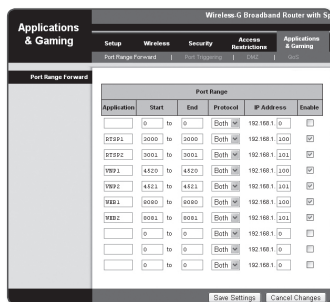 Wireless-G Broadband Router with Sp
Applications & Gaming
Setup Wireless Security Access Restrictions Applications & Gaming
Port Range Forward | Port Triggering | DMZ | QoS
Port Range Forward
Port Range
Application Start End Protocol IP Address Enable
0 to 0 Both 192.168.1. 0
RTSP1 3000 to 3000 Both 192.168.1. 100
RTSP2 3001 to 3001 Both 192.168.1. 101
VNP1 4520 to 4520 Both 192.168.1. 100
VNP2 4521 to 4521 Both 192.168.1. 101
WEB1 8080 to 8080 Both 192.168.1. 100
WEB2 8081 to 8081 Both 192.168.1. 101
0 to 0 Both 192.168.1. 0
0 to 0 Both 192.168.1. 0
0 to 0 Both 192.168.1. 0
Save Settings Cancel Changes